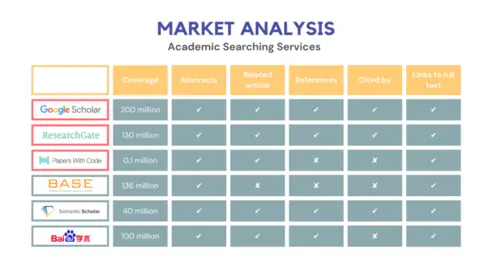 MARKET ANALYSIS
Academic Searching Services
Coverage Abstracts Related article References Cited by Links to full text
Google Scholar 200 million ✔ ✔ ✔ ✔ ✔
ResearchGate 130 million ✔ ✔ ✔ ✔ ✔
Papers With Code 0.1 million ✔ ✔ ✘ ✘ ✔
BASE 136 million ✔ ✘ ✘ ✘ ✔
Semantic Scholar 40 million ✔ ✔ ✔ ✔ ✔
Bai du 学术 100 million ✔ ✔ ✔ ✘ ✔